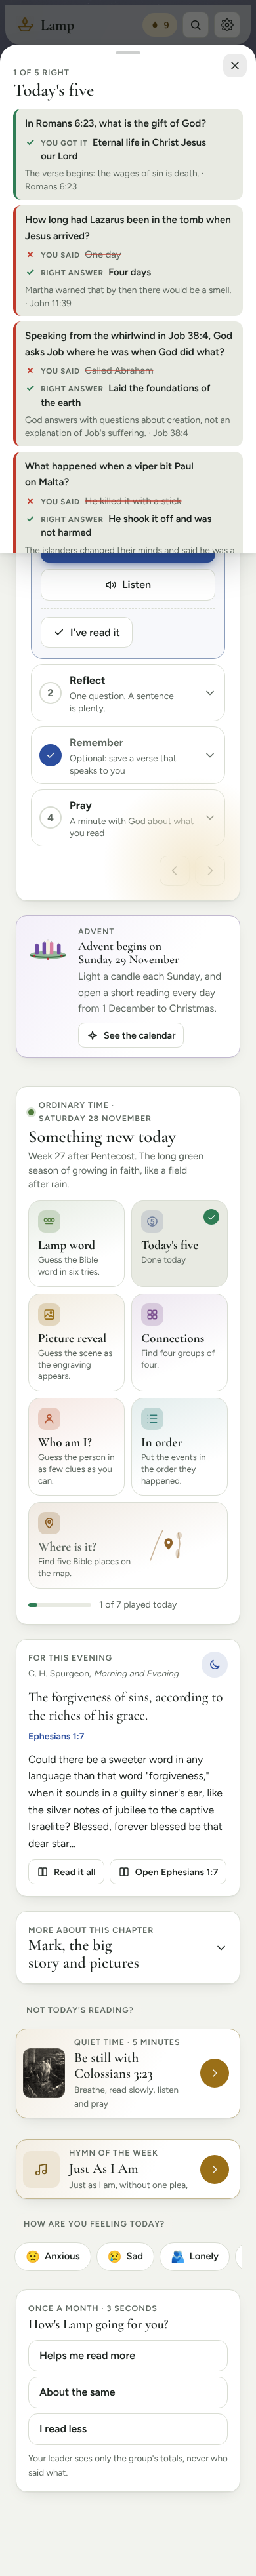 Lamp
9
1 OF 5 RIGHT
Today's five
In Romans 6:23, what is the gift of God?
YOU GOT IT Eternal life in Christ Jesus
our Lord
The verse begins: the wages of sin is death. ·
Romans 6:23
How long had Lazarus been in the tomb when
Jesus arrived?
YOU SAID One day
RIGHT ANSWER Four days
Martha warned that by then there would be a smell.
· John 11:39
Speaking from the whirlwind in Job 38:4, God
asks Job where he was when God did what?
YOU SAID Called Abraham
RIGHT ANSWER Laid the foundations of
the earth
God answers with questions about creation, not an
explanation of Job's suffering. · Job 38:4
What happened when a viper bit Paul
on Malta?
YOU SAID He killed it with a stick
RIGHT ANSWER He shook it off and was
not harmed
The islanders changed their minds and said he was a
Listen
I've read it
2
Reflect
One question. A sentence
is plenty.
Remember
Optional: save a verse that
speaks to you
4
Pray
A minute with God about what
you read
ADVENT
Advent begins on
Sunday 29 November
Light a candle each Sunday, and
open a short reading every day
from 1 December to Christmas.
See the calendar
ORDINARY TIME ·
SATURDAY 28 NOVEMBER
Something new today
Week 27 after Pentecost. The long green
season of growing in faith, like a field
after rain.
Lamp word
Guess the Bible
word in six tries.
5
Today's five
Done today
Picture reveal
Guess the scene as
the engraving
appears.
Connections
Find four groups of
four.
Who am I?
Guess the person in
as few clues as you
can.
In order
Put the events in
the order they
happened.
Where is it?
Find five Bible places on
the map.
1 of 7 played today
FOR THIS EVENING
C. H. Spurgeon, Morning and Evening
The forgiveness of sins, according to
the riches of his grace.
Ephesians 1:7
Could there be a sweeter word in any
language than that word "forgiveness,"
when it sounds in a guilty sinner's ear, like
the silver notes of jubilee to the captive
Israelite? Blessed, forever blessed be that
dear star…
Read it all
Open Ephesians 1:7
MORE ABOUT THIS CHAPTER
Mark, the big
story and pictures
NOT TODAY'S READING?
QUIET TIME · 5 MINUTES
Be still with
Colossians 3:23
Breathe, read slowly, listen
and pray
HYMN OF THE WEEK
Just As I Am
Just as I am, without one plea,
HOW ARE YOU FEELING TODAY?
Anxious
Sad
Lonely
ONCE A MONTH · 3 SECONDS
How's Lamp going for you?
Helps me read more
About the same
I read less
Your leader sees only the group's totals, never who
said what.